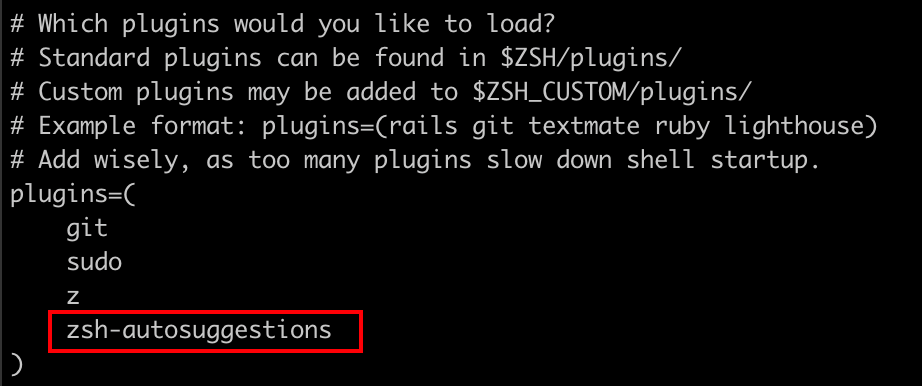 # Which plugins would you like to load?
# Standard plugins can be found in $ZSH/plugins/
# Custom plugins may be added to $ZSH_CUSTOM/plugins/
# Example format: plugins=(rails git textmate ruby lighthouse)
# Add wisely, as too many plugins slow down shell startup.
plugins=(
    git
    sudo
    z
    zsh-autosuggestions
)